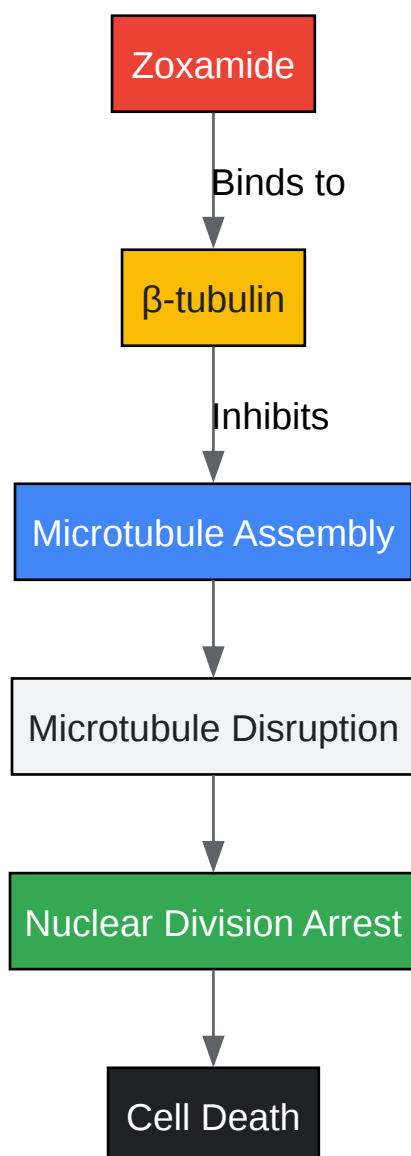 Zoxamide
Binds to
β-tubulin
Inhibits
Microtubule Assembly
Microtubule Disruption
Nuclear Division Arrest
Cell Death